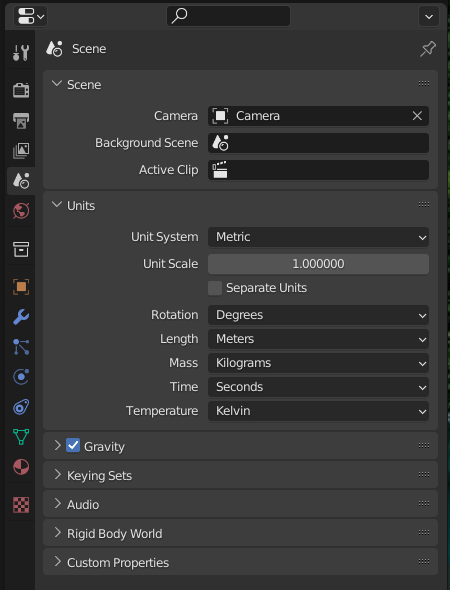 Scene
Scene
Camera Camera
Background Scene
Active Clip
Units
Unit System Metric
Unit Scale 1.000000
Separate Units
Rotation Degrees
Length Meters
Mass Kilograms
Time Seconds
Temperature Kelvin
Gravity
Keying Sets
Audio
Rigid Body World
Custom Properties